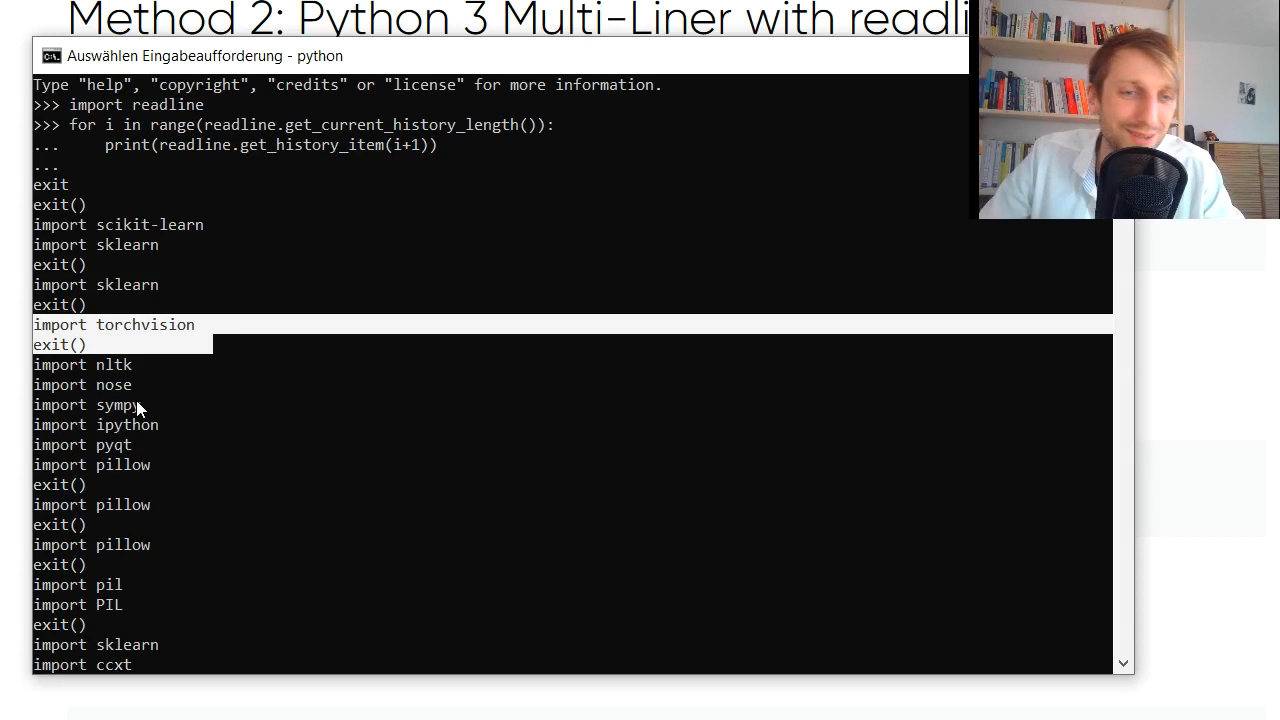 Method 2: Python 3 Multi-Liner with readli
Auswählen Eingabeaufforderung - python
Type "help", "copyright", "credits" or "license" for more information.
>>> import readline
>>> for i in range(readline.get_current_history_length()):
...     print(readline.get_history_item(i+1))
...
exit
exit()
import scikit-learn
import sklearn
exit()
import sklearn
exit()
import torchvision
exit()
import nltk
import nose
import sympy
import ipython
import pyqt
import pillow
exit()
import pillow
exit()
import pillow
exit()
import pil
import PIL
exit()
import sklearn
import ccxt